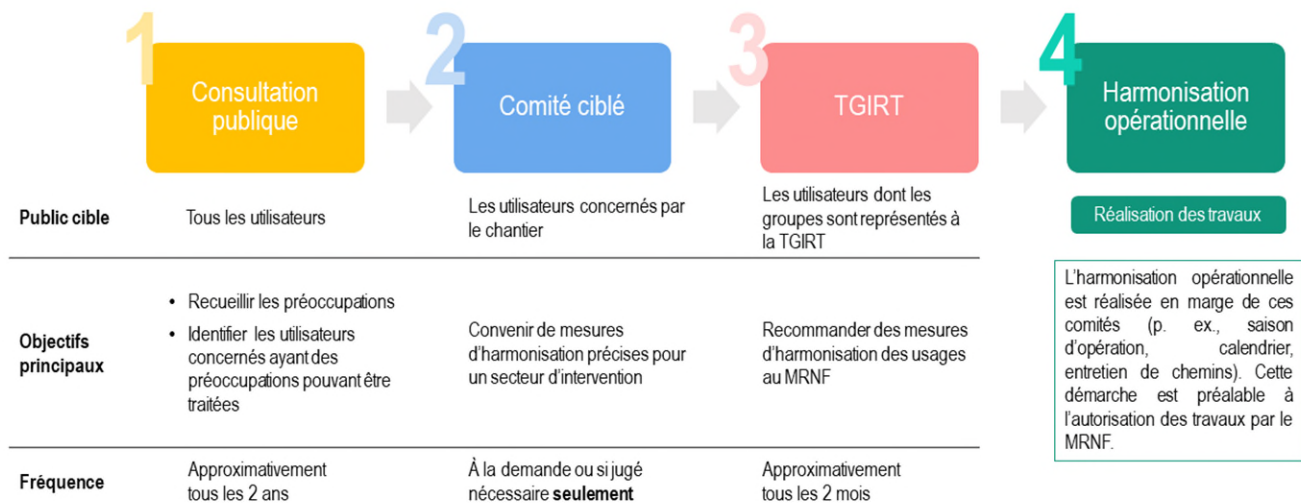 1
Consultation
publique
2
Comité ciblé
3
TGIRT
4
Harmonisation
opérationnelle
Public cible
Tous les utilisateurs
Les utilisateurs concernés par
le chantier
Les utilisateurs dont les
groupes sont représentés à
la TGIRT
Réalisation des travaux
Objectifs
principaux
• Recueillir les préoccupations
• Identifier les utilisateurs
concernés ayant des
préoccupations pouvant être
traitées
Convenir de mesures
d'harmonisation précises pour
un secteur d'intervention
Recommander des mesures
d'harmonisation des usages
au MRNF
L'harmonisation opérationnelle
est réalisée en marge de ces
comités (p. ex., saison
d'opération, calendrier,
entretien de chemins). Cette
démarche est préalable à
l'autorisation des travaux par le
MRNF.
Fréquence
Approximativement
tous les 2 ans
À la demande ou si jugé
nécessaire seulement
Approximativement
tous les 2 mois